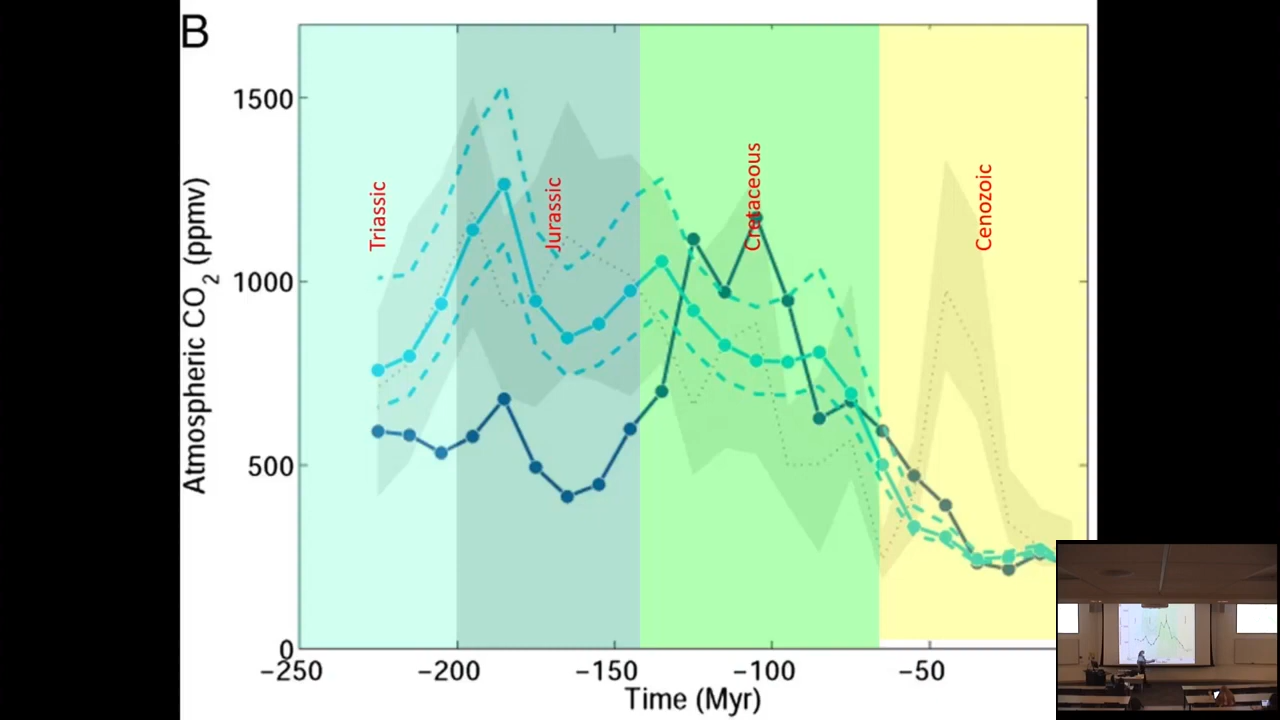 B
1500
1000
500
0
Atmospheric CO2 (ppmv)
Triassic
Jurassic
Cretaceous
Cenozoic
−250
−200
−150
−100
−50
Time (Myr)